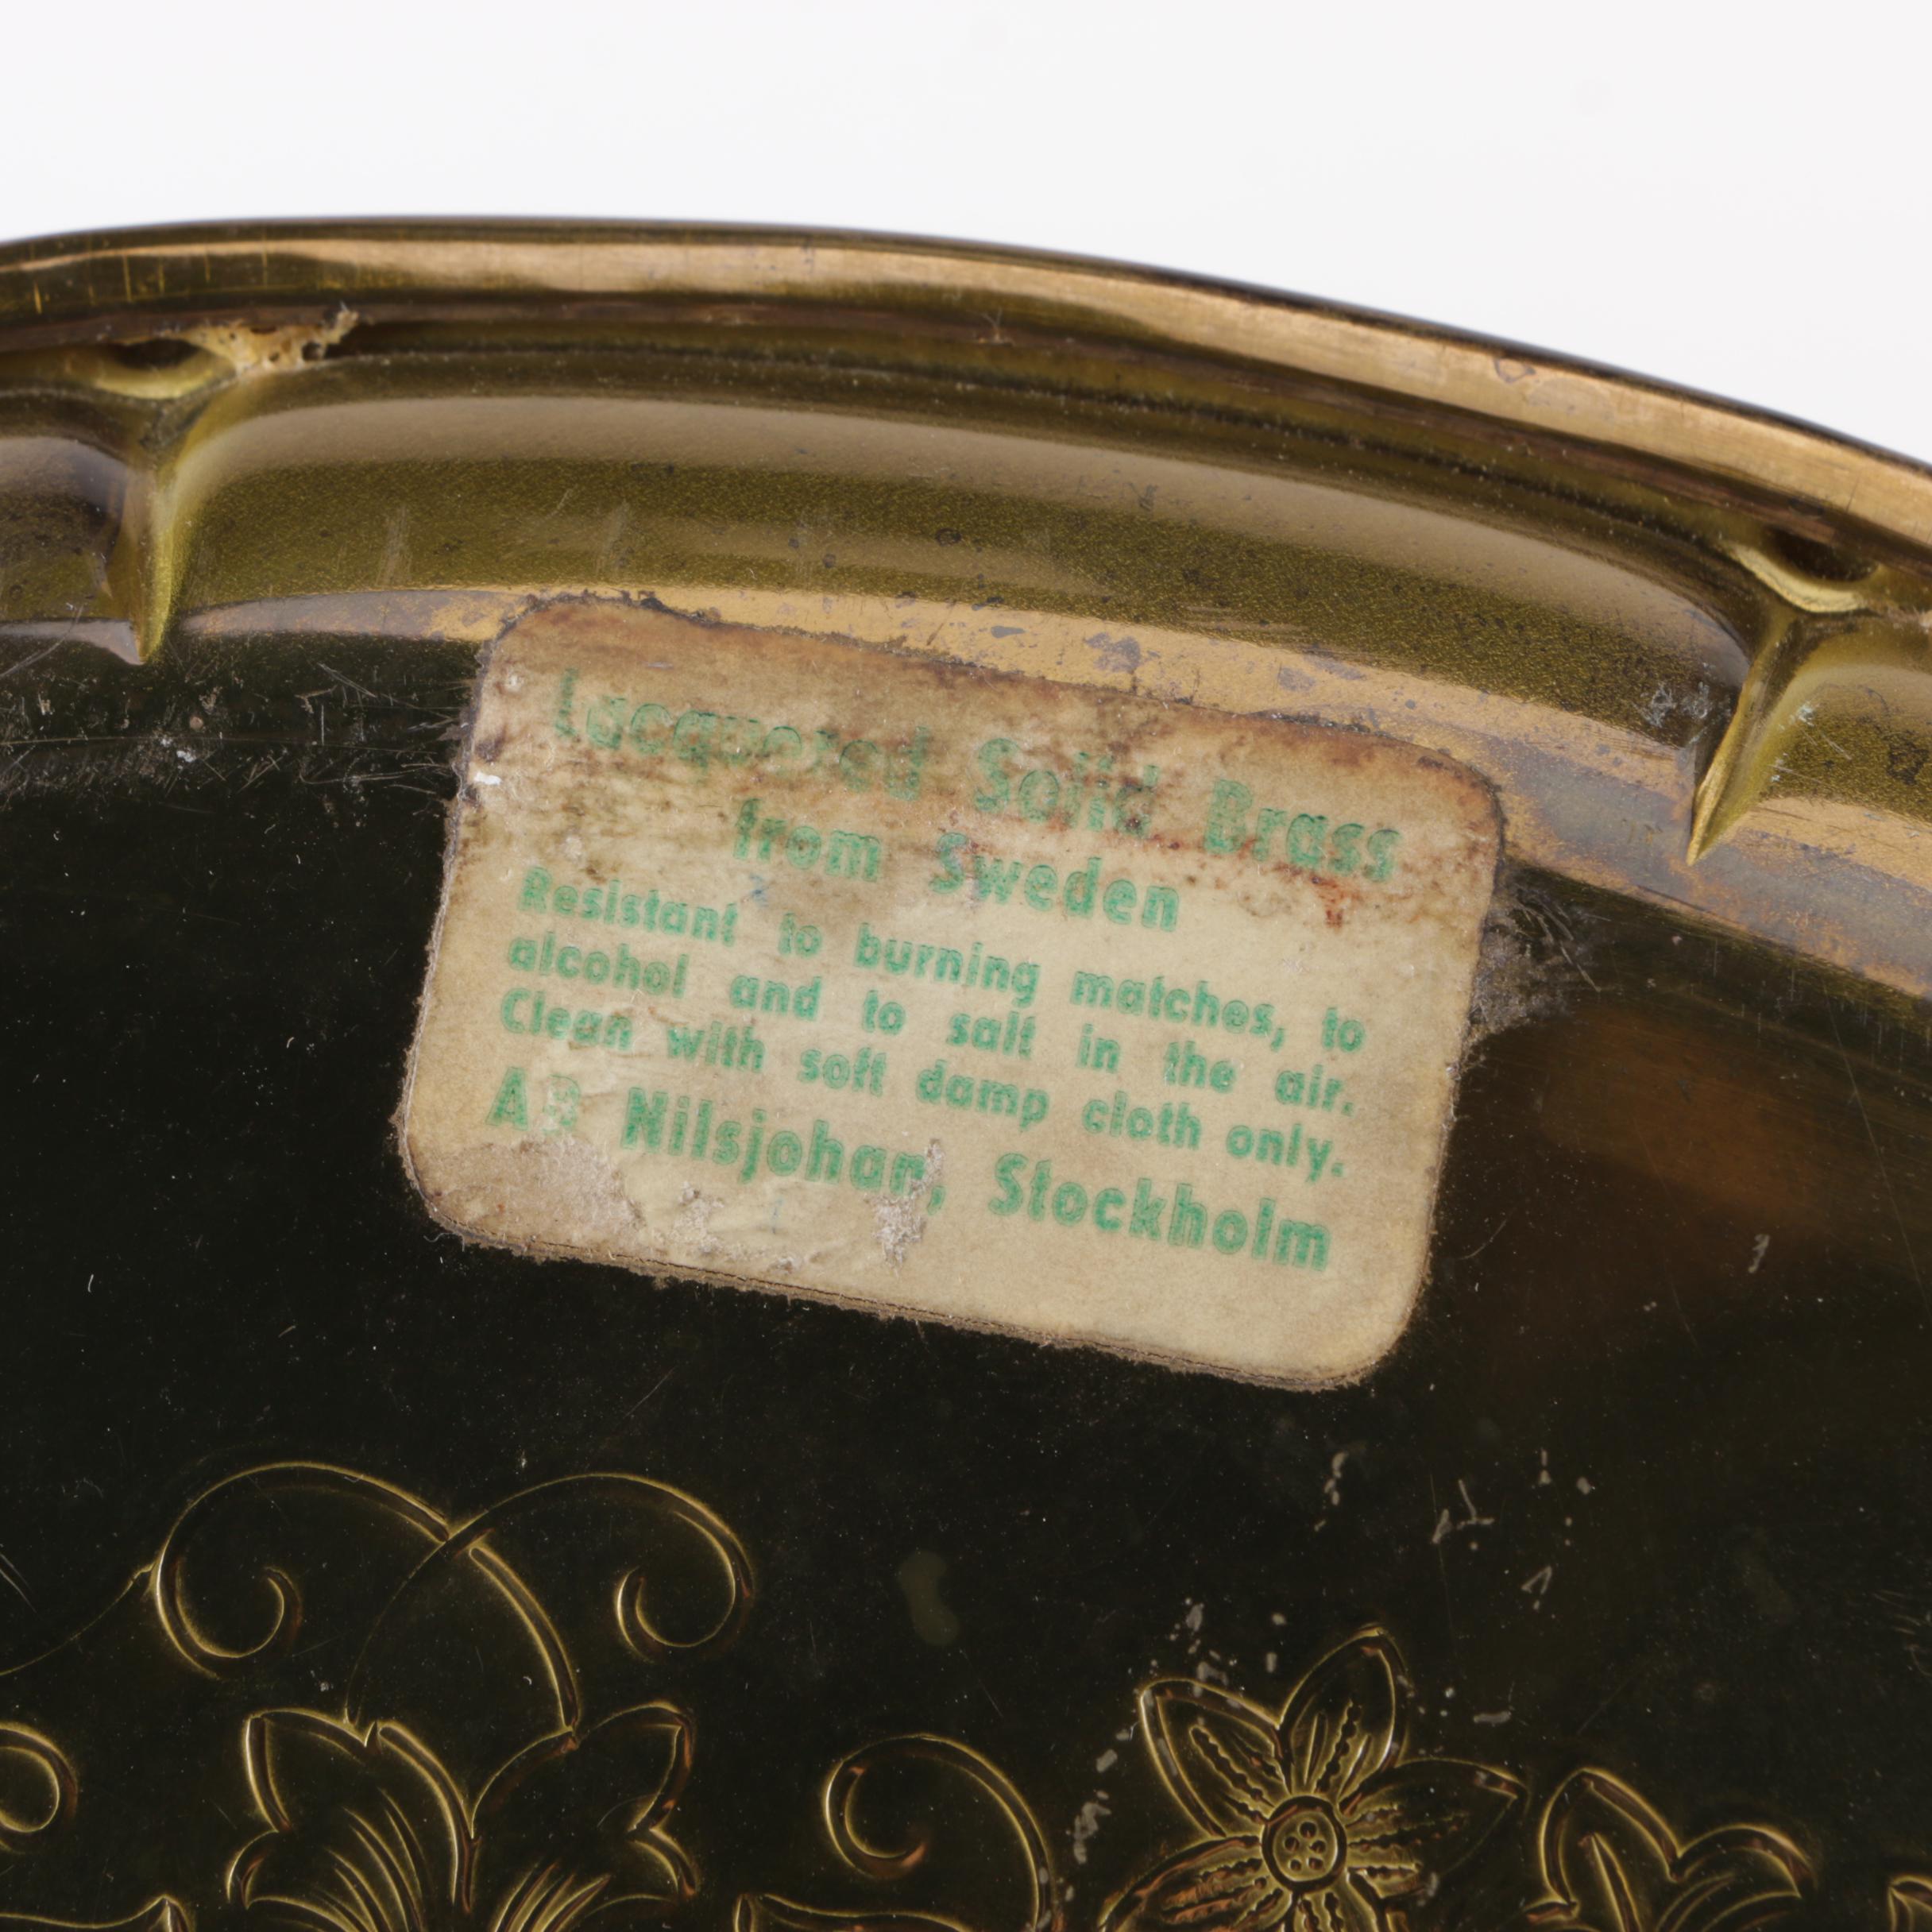 Lacquered Solid Brass
from Sweden
Resistant to burning matches, to
alcohol and to salt in the air.
Clean with soft damp cloth only.
AB Nilsjohan, Stockholm